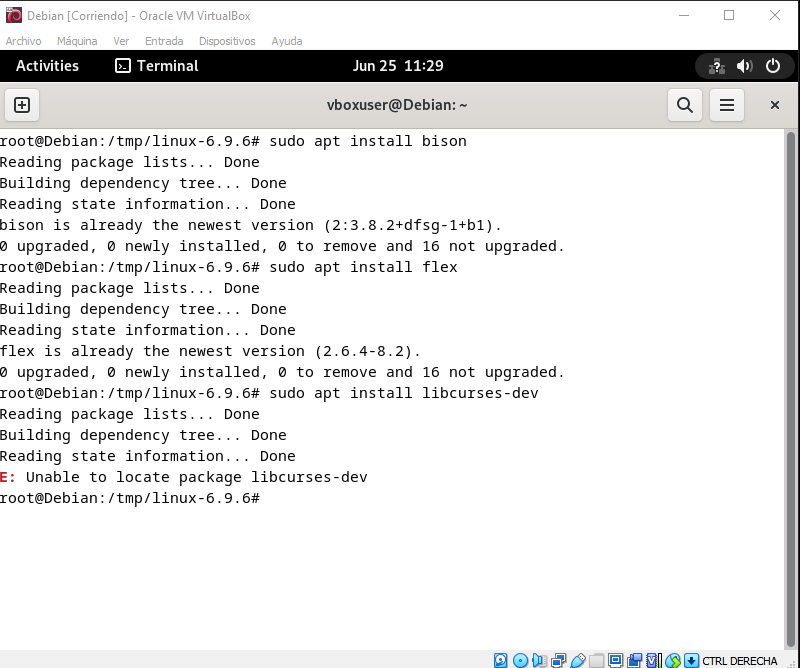 Debian [Corriendo] - Oracle VM VirtualBox
Archivo Máquina Ver Entrada Dispositivos Ayuda
Activities Terminal Jun 25 11:29
vboxuser@Debian: ~
root@Debian:/tmp/linux-6.9.6# sudo apt install bison
Reading package lists... Done
Building dependency tree... Done
Reading state information... Done
bison is already the newest version (2:3.8.2+dfsg-1+b1).
0 upgraded, 0 newly installed, 0 to remove and 16 not upgraded.
root@Debian:/tmp/linux-6.9.6# sudo apt install flex
Reading package lists... Done
Building dependency tree... Done
Reading state information... Done
flex is already the newest version (2.6.4-8.2).
0 upgraded, 0 newly installed, 0 to remove and 16 not upgraded.
root@Debian:/tmp/linux-6.9.6# sudo apt install libcurses-dev
Reading package lists... Done
Building dependency tree... Done
Reading state information... Done
E: Unable to locate package libcurses-dev
root@Debian:/tmp/linux-6.9.6#
CTRL DERECHA